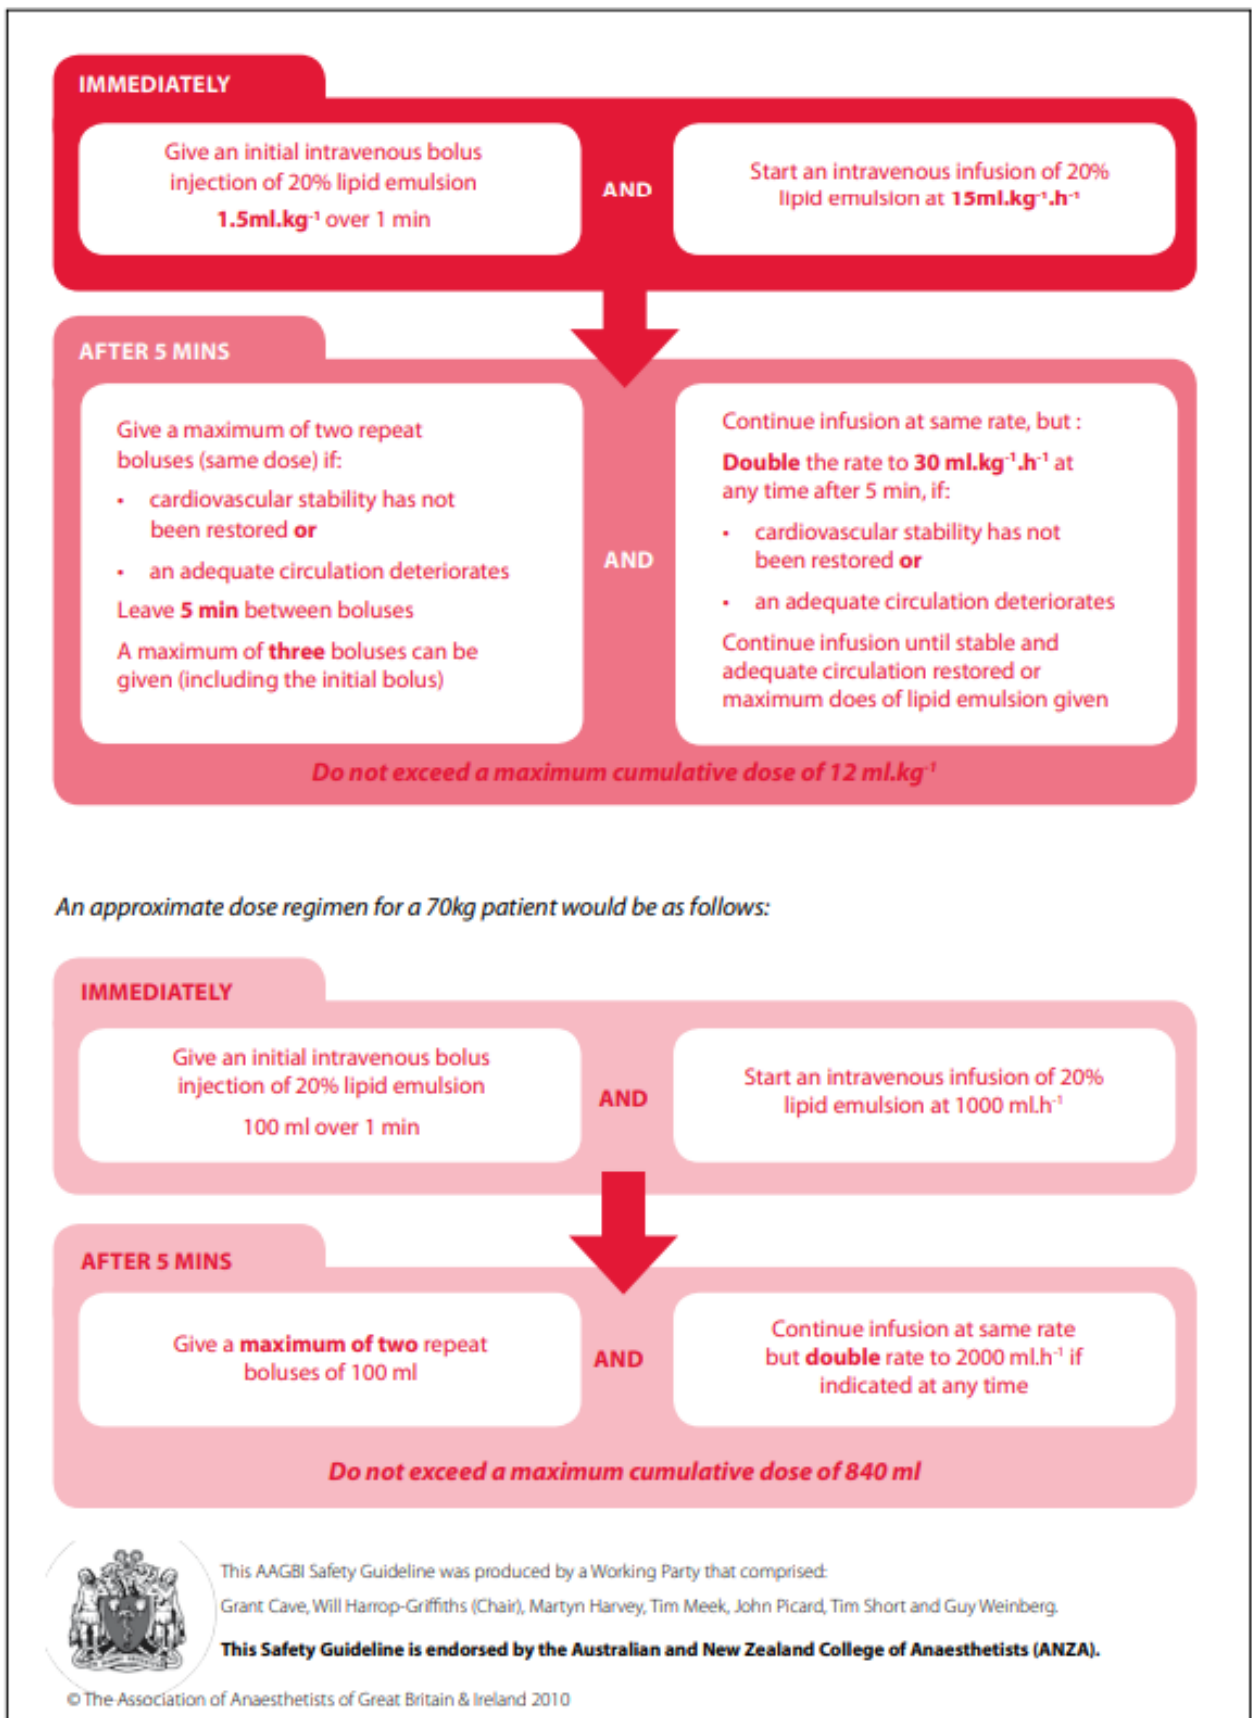 IMMEDIATELY
Give an initial intravenous bolus
injection of 20% lipid emulsion
1.5ml.kg⁻¹ over 1 min
AND
Start an intravenous infusion of 20%
lipid emulsion at 15ml.kg⁻¹.h⁻¹
AFTER 5 MINS
Give a maximum of two repeat
boluses (same dose) if:
• cardiovascular stability has not
been restored or
• an adequate circulation deteriorates
Leave 5 min between boluses
A maximum of three boluses can be
given (including the initial bolus)
AND
Continue infusion at same rate, but :
Double the rate to 30 ml.kg⁻¹.h⁻¹ at
any time after 5 min, if:
• cardiovascular stability has not
been restored or
• an adequate circulation deteriorates
Continue infusion until stable and
adequate circulation restored or
maximum does of lipid emulsion given
Do not exceed a maximum cumulative dose of 12 ml.kg⁻¹
An approximate dose regimen for a 70kg patient would be as follows:
IMMEDIATELY
Give an initial intravenous bolus
injection of 20% lipid emulsion
100 ml over 1 min
AND
Start an intravenous infusion of 20%
lipid emulsion at 1000 ml.h⁻¹
AFTER 5 MINS
Give a maximum of two repeat
boluses of 100 ml
AND
Continue infusion at same rate
but double rate to 2000 ml.h⁻¹ if
indicated at any time
Do not exceed a maximum cumulative dose of 840 ml
This AAGBI Safety Guideline was produced by a Working Party that comprised:
Grant Cave, Will Harrop-Griffiths (Chair), Martyn Harvey, Tim Meek, John Picard, Tim Short and Guy Weinberg.
This Safety Guideline is endorsed by the Australian and New Zealand College of Anaesthetists (ANZA).
© The Association of Anaesthetists of Great Britain & Ireland 2010